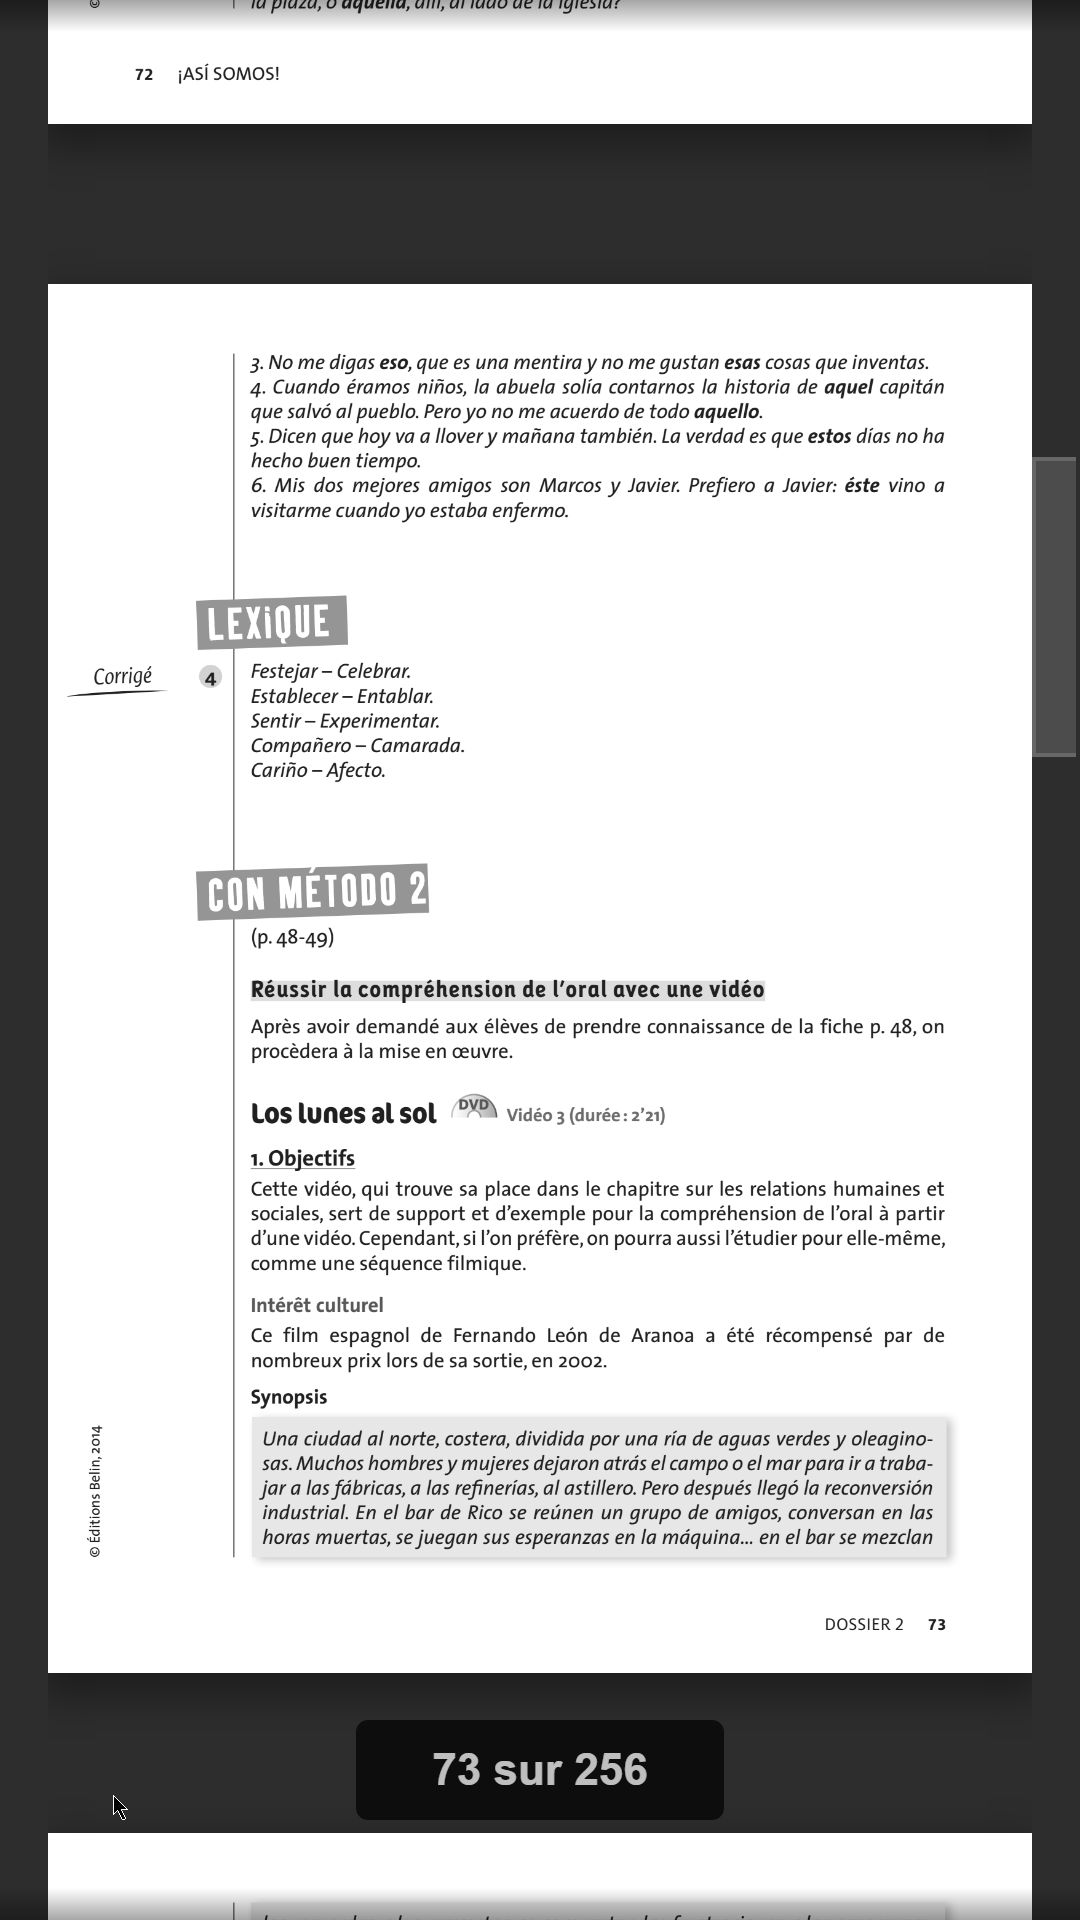 la plaza, o aquella, allí, al lado de la iglesia?
©
72 ¡ASÍ SOMOS!
3. No me digas eso, que es una mentira y no me gustan esas cosas que inventas.
4. Cuando éramos niños, la abuela solía contarnos la historia de aquel capitán
que salvó al pueblo. Pero yo no me acuerdo de todo aquello.
5. Dicen que hoy va a llover y mañana también. La verdad es que estos días no ha
hecho buen tiempo.
6. Mis dos mejores amigos son Marcos y Javier. Prefiero a Javier: éste vino a
visitarme cuando yo estaba enfermo.
LEXiQUE
Corrigé
4
Festejar – Celebrar.
Establecer – Entablar.
Sentir – Experimentar.
Compañero – Camarada.
Cariño – Afecto.
CON MÉTODO 2
(p. 48-49)
Réussir la compréhension de l'oral avec une vidéo
Après avoir demandé aux élèves de prendre connaissance de la fiche p. 48, on
procèdera à la mise en œuvre.
Los lunes al sol DVD Vidéo 3 (durée : 2'21)
1. Objectifs
Cette vidéo, qui trouve sa place dans le chapitre sur les relations humaines et
sociales, sert de support et d'exemple pour la compréhension de l'oral à partir
d'une vidéo. Cependant, si l'on préfère, on pourra aussi l'étudier pour elle-même,
comme une séquence filmique.
Intérêt culturel
Ce film espagnol de Fernando León de Aranoa a été récompensé par de
nombreux prix lors de sa sortie, en 2002.
Synopsis
Una ciudad al norte, costera, dividida por una ría de aguas verdes y oleagino-
sas. Muchos hombres y mujeres dejaron atrás el campo o el mar para ir a traba-
jar a las fábricas, a las refinerías, al astillero. Pero después llegó la reconversión
industrial. En el bar de Rico se reúnen un grupo de amigos, conversan en las
horas muertas, se juegan sus esperanzas en la máquina... en el bar se mezclan
© Éditions Belin, 2014
DOSSIER 2 73
73 sur 256